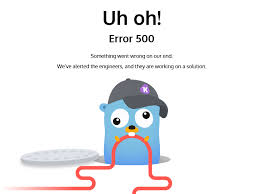 Uh oh!
Error 500
Something went wrong on our end.
We've alerted the engineers, and they are working on a solution.
K